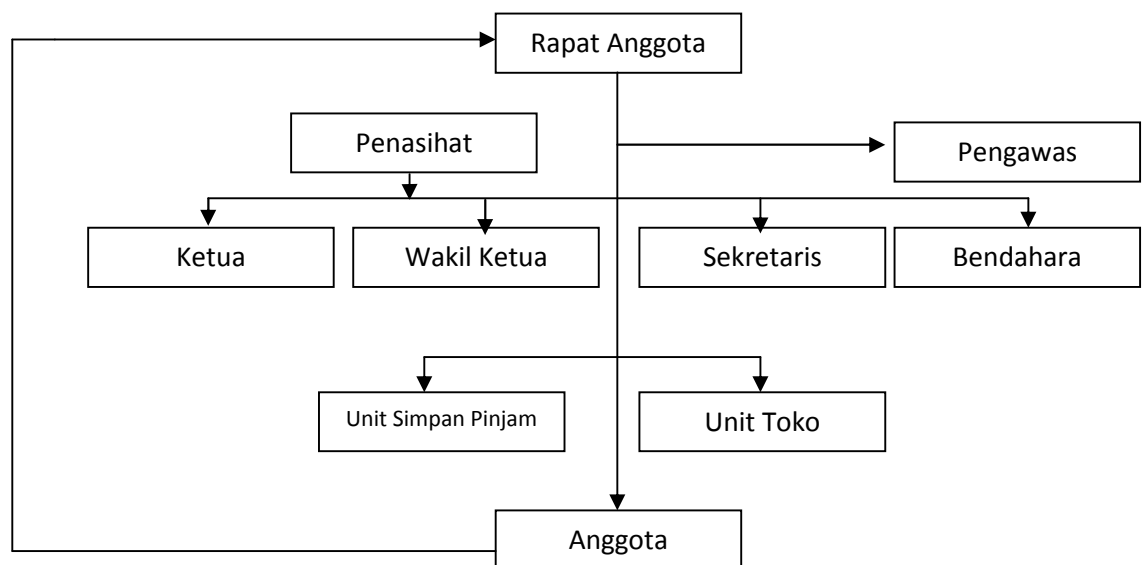 Rapat Anggota
Penasihat
Pengawas
Ketua
Wakil Ketua
Sekretaris
Bendahara
Unit Simpan Pinjam
Unit Toko
Anggota